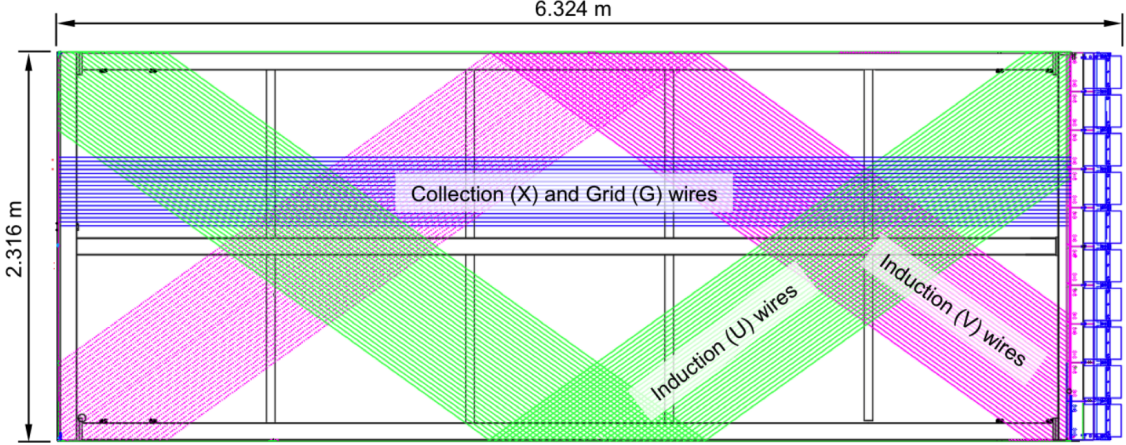 6.324 m
2.316 m
Collection (X) and Grid (G) wires
Induction (U) wires
Induction (V) wires